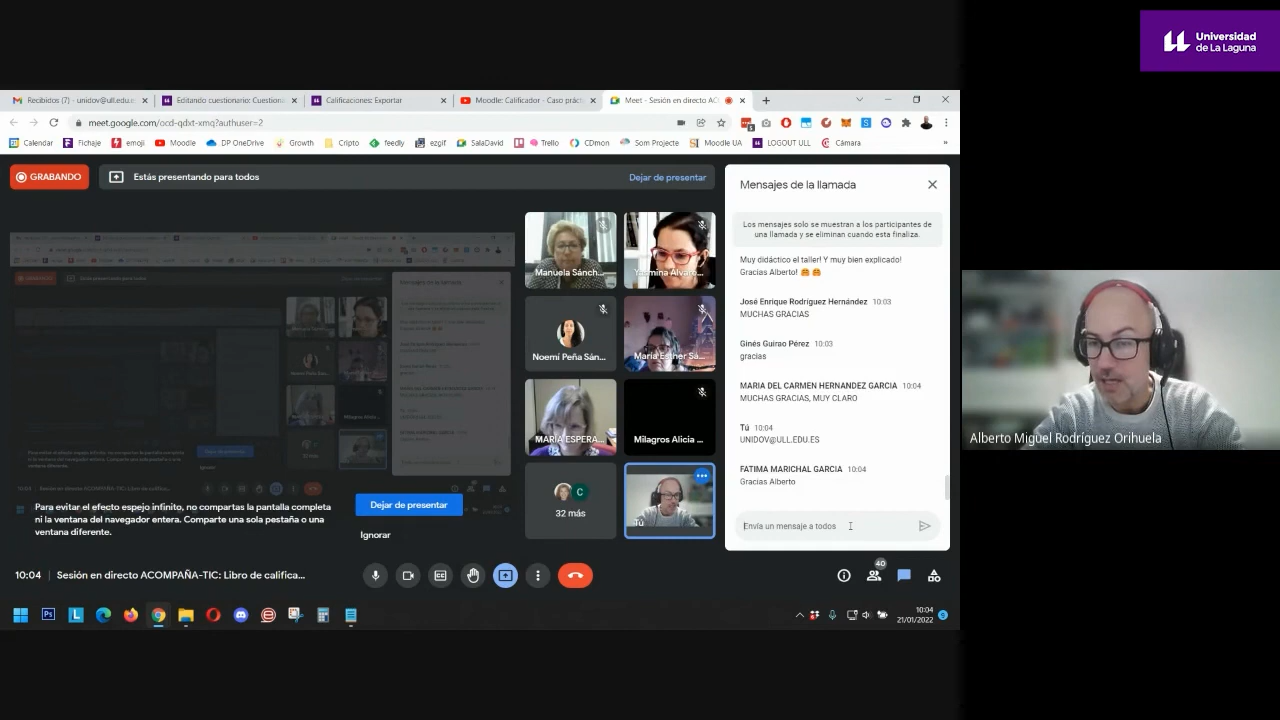 Universidad
de La Laguna
Recibidos (7) - unidov@ull.edu.e
Editando cuestionario: Cuestion
Calificaciones: Exportar
Moodle: Calificador - Caso práct
Meet - Sesión en directo AC
meet.google.com/ocd-qdxt-xmq?authuser=2
Calendar
Fichaje
emoji
Moodle
DP OneDrive
Growth
Cripto
feedly
ezgif
SalaDavid
Trello
CDmon
Som Projecte
Moodle UA
LOGOUT ULL
Cámara
GRABANDO
Estás presentando para todos
Dejar de presentar
Manuela Sánch...
Yasmina Álvare...
Noemí Peña Sán...
María Esther Sá...
MARIA ESPERA...
Milagros Alicia ...
C
32 más
Tú
Para evitar el efecto espejo infinito, no compartas la pantalla completa
ni la ventana del navegador entera. Comparte una sola pestaña o una
ventana diferente.
Dejar de presentar
Ignorar
Mensajes de la llamada
Los mensajes solo se muestran a los participantes de
una llamada y se eliminan cuando esta finaliza.
Muy didáctico el taller! Y muy bien explicado!
Gracias Alberto! 🤗 🤗
José Enrique Rodríguez Hernández 10:03
MUCHAS GRACIAS
Ginés Guirao Pérez 10:03
gracias
MARIA DEL CARMEN HERNANDEZ GARCIA 10:04
MUCHAS GRACIAS, MUY CLARO
Tú 10:04
UNIDOV@ULL.EDU.ES
FATIMA MARICHAL GARCIA 10:04
Gracias Alberto
Envía un mensaje a todos
10:04
Sesión en directo ACOMPAÑA-TIC: Libro de califica...
40
10:04
21/01/2022
Alberto Miguel Rodríguez Orihuela